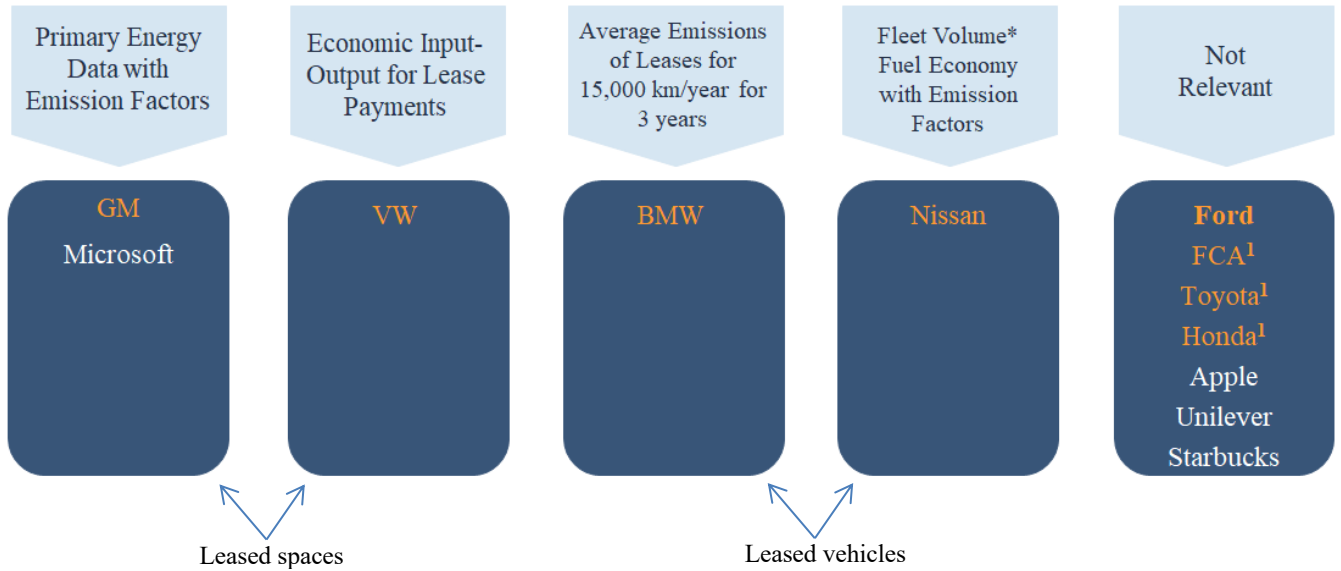 Primary Energy
Data with
Emission Factors
GM
Microsoft
Economic Input-
Output for Lease
Payments
VW
Leased spaces
Average Emissions
of Leases for
15,000 km/year for
3 years
BMW
Fleet Volume*
Fuel Economy
with Emission
Factors
Nissan
Leased vehicles
Not
Relevant
Ford
FCA¹
Toyota¹
Honda¹
Apple
Unilever
Starbucks